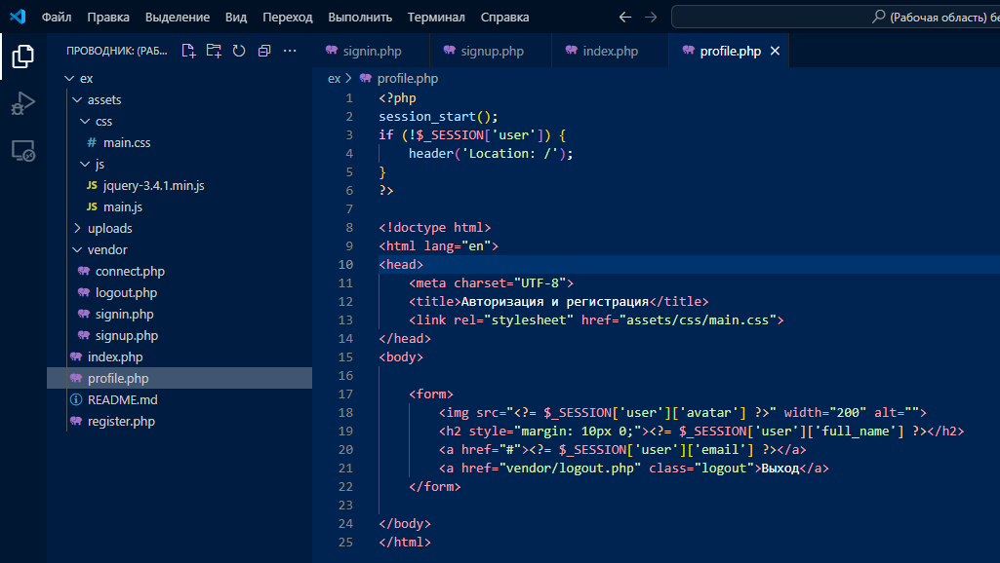 Файл Правка Выделение Вид Переход Выполнить Терминал Справка (Рабочая область) бе
ПРОВОДНИК: (РАБ...
ex
assets
css
# main.css
js
JS jquery-3.4.1.min.js
JS main.js
uploads
vendor
connect.php
logout.php
signin.php
signup.php
index.php
profile.php
README.md
register.php
signin.php signup.php index.php profile.php
ex > profile.php
1 <?php
2 session_start();
3 if (!$_SESSION['user']) {
4     header('Location: /');
5 }
6 ?>
7
8 <!doctype html>
9 <html lang="en">
10 <head>
11     <meta charset="UTF-8">
12     <title>Авторизация и регистрация</title>
13     <link rel="stylesheet" href="assets/css/main.css">
14 </head>
15 <body>
16
17     <form>
18         <img src="<?= $_SESSION['user']['avatar'] ?>" width="200" alt="">
19         <h2 style="margin: 10px 0;"><?= $_SESSION['user']['full_name'] ?></h2>
20         <a href="#"><?= $_SESSION['user']['email'] ?></a>
21         <a href="vendor/logout.php" class="logout">Выход</a>
22     </form>
23
24 </body>
25 </html>